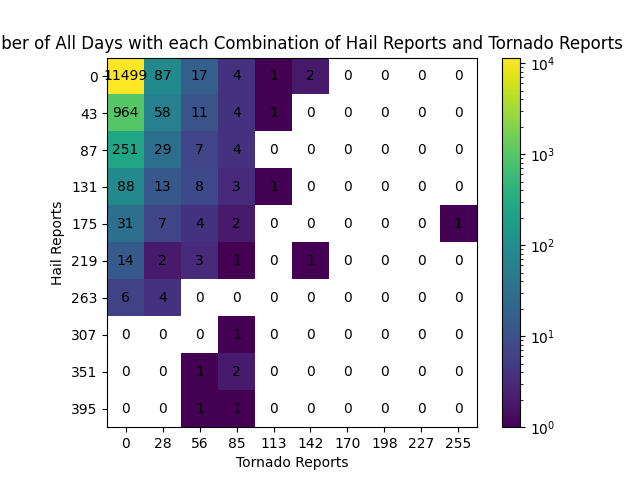 ber of All Days with each Combination of Hail Reports and Tornado Reports
0 11499 87 17 4 1 2 0 0 0 0
43 964 58 11 4 1 0 0 0 0 0
87 251 29 7 4 0 0 0 0 0 0
131 88 13 8 3 1 0 0 0 0 0
175 31 7 4 2 0 0 0 0 0 1
219 14 2 3 1 0 1 0 0 0 0
263 6 4 0 0 0 0 0 0 0 0
307 0 0 0 1 0 0 0 0 0 0
351 0 0 1 2 0 0 0 0 0 0
395 0 0 1 1 0 0 0 0 0 0
0 28 56 85 113 142 170 198 227 255
Tornado Reports
Hail Reports
10⁴
10³
10²
10¹
10⁰